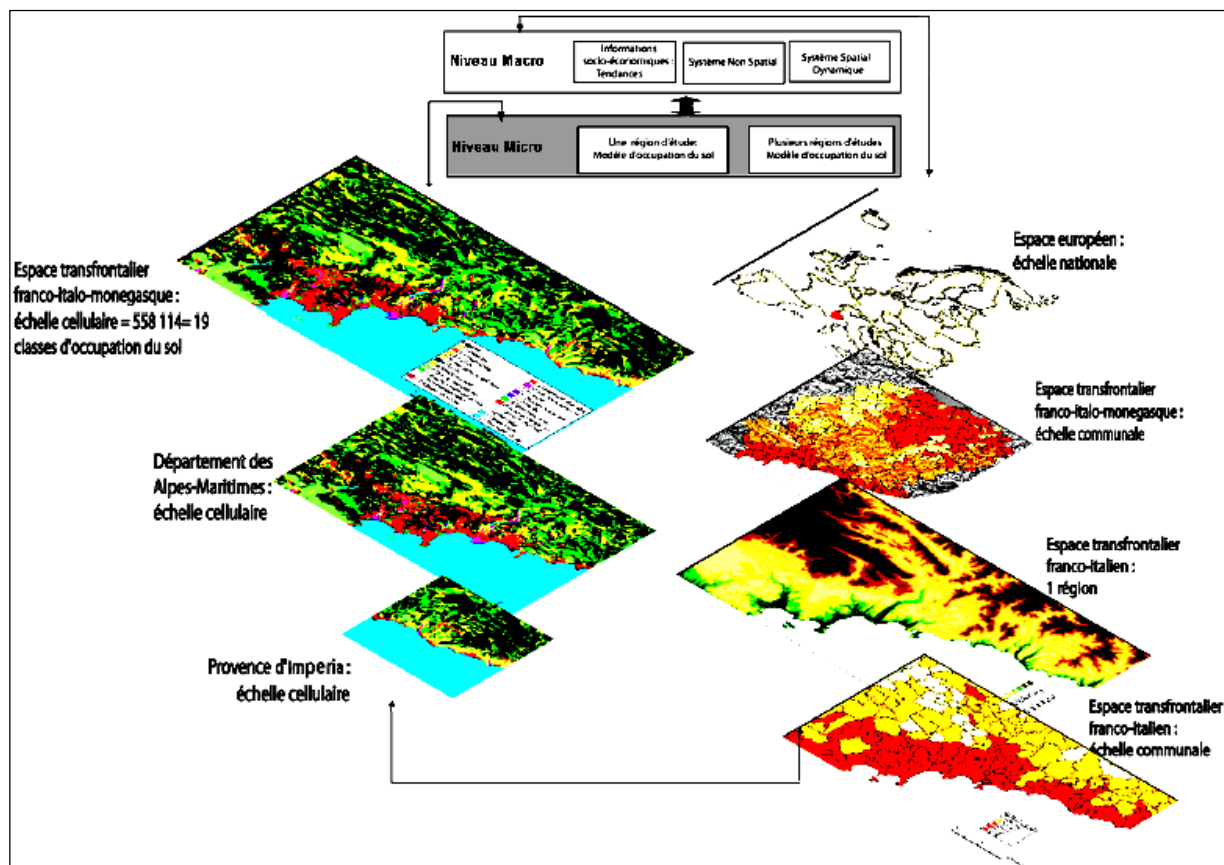 Niveau Macro
Informations
socio-économiques :
Tendances
Système Non Spatial
Système Spatial
Dynamique
Niveau Micro
Une région d'étude:
Modèle d'occupation du sol
Plusieurs régions d'études
Modèle d'occupation du sol
Espace transfrontalier
franco-italo-monegasque :
échelle cellulaire = 558 114= 19
classes d'occupation du sol
Département des
Alpes-Maritimes :
échelle cellulaire
Provence d'Imperia :
échelle cellulaire
Espace européen :
échelle nationale
Espace transfrontalier
franco-italo-monegasque :
échelle communale
Espace transfrontalier
franco-italien :
1 région
Espace transfrontalier
franco-italien :
échelle communale